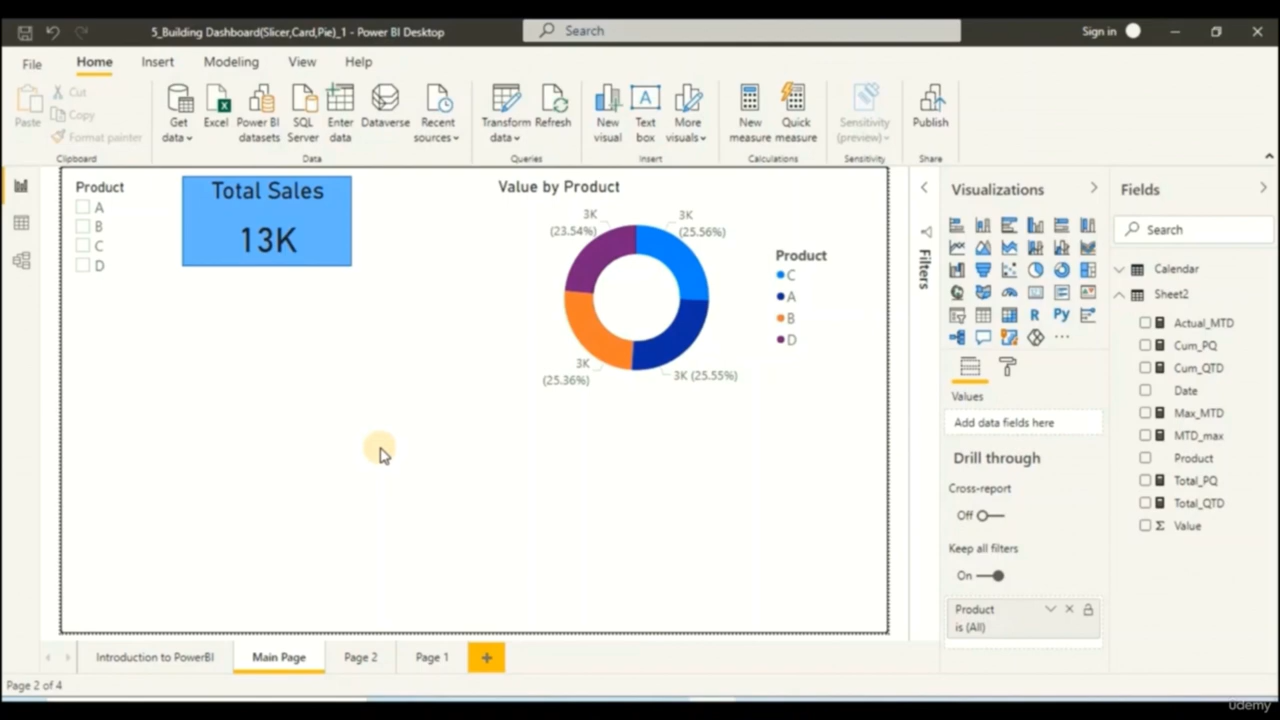 5_Building Dashboard(Slicer,Card,Pie)_1 - Power BI Desktop
Search
Sign in
File
Home
Insert
Modeling
View
Help
Paste
Cut
Copy
Format painter
Clipboard
Get data
Excel
Power BI datasets
SQL Server
Enter data
Dataverse
Recent sources
Data
Transform data
Refresh
Queries
New visual
Text box
More visuals
Insert
New measure
Quick measure
Calculations
Sensitivity (preview)
Sensitivity
Publish
Share
Product
A
B
C
D
Total Sales
13K
Value by Product
3K (23.54%)
3K (25.56%)
3K (25.36%)
3K (25.55%)
Product
C
A
B
D
Filters
Visualizations
R
Py
Values
Add data fields here
Drill through
Cross-report
Off
Keep all filters
On
Product
is (All)
Fields
Search
Calendar
Sheet2
Actual_MTD
Cum_PQ
Cum_QTD
Date
Max_MTD
MTD_max
Product
Total_PQ
Total_QTD
Σ Value
Introduction to PowerBI
Main Page
Page 2
Page 1
Page 2 of 4
udemy